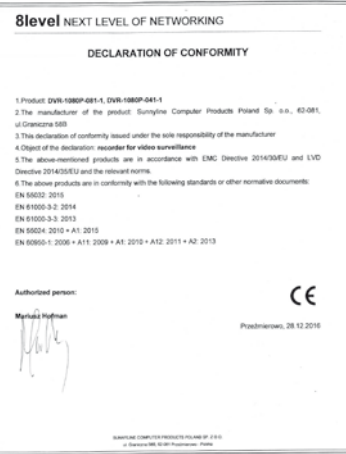 8level NEXT LEVEL OF NETWORKING
DECLARATION OF CONFORMITY
1.Product: DVR-1080P-081-1, DVR-1080P-041-1
2.The manufacturer of the product: Sunnyline Computer Products Poland Sp. o.o., 62-081,
ul.Graniczna 58B
3.This declaration of conformity issued under the sole responsibility of the manufacturer
4.Object of the declaration: recorder for video surveillance
5.The above-mentioned products are in accordance with EMC Directive 2014/30/EU and LVD
Directive 2014/35/EU and the relevant norms.
6.The above products are in conformity with the following standards or other normative documents:
EN 55032: 2015
EN 61000-3-2: 2014
EN 61000-3-3: 2013
EN 55024: 2010 + A1: 2015
EN 60950-1: 2006 + A11: 2009 + A1: 2010 + A12: 2011 + A2: 2013
Authorized person:
CE
Mariusz Hofman
Przeźmierowo, 28.12.2016
SUNNYLINE COMPUTER PRODUCTS POLAND SP. Z O.O.
ul. Graniczna 58B, 62-081 Przeźmierowo - Polska